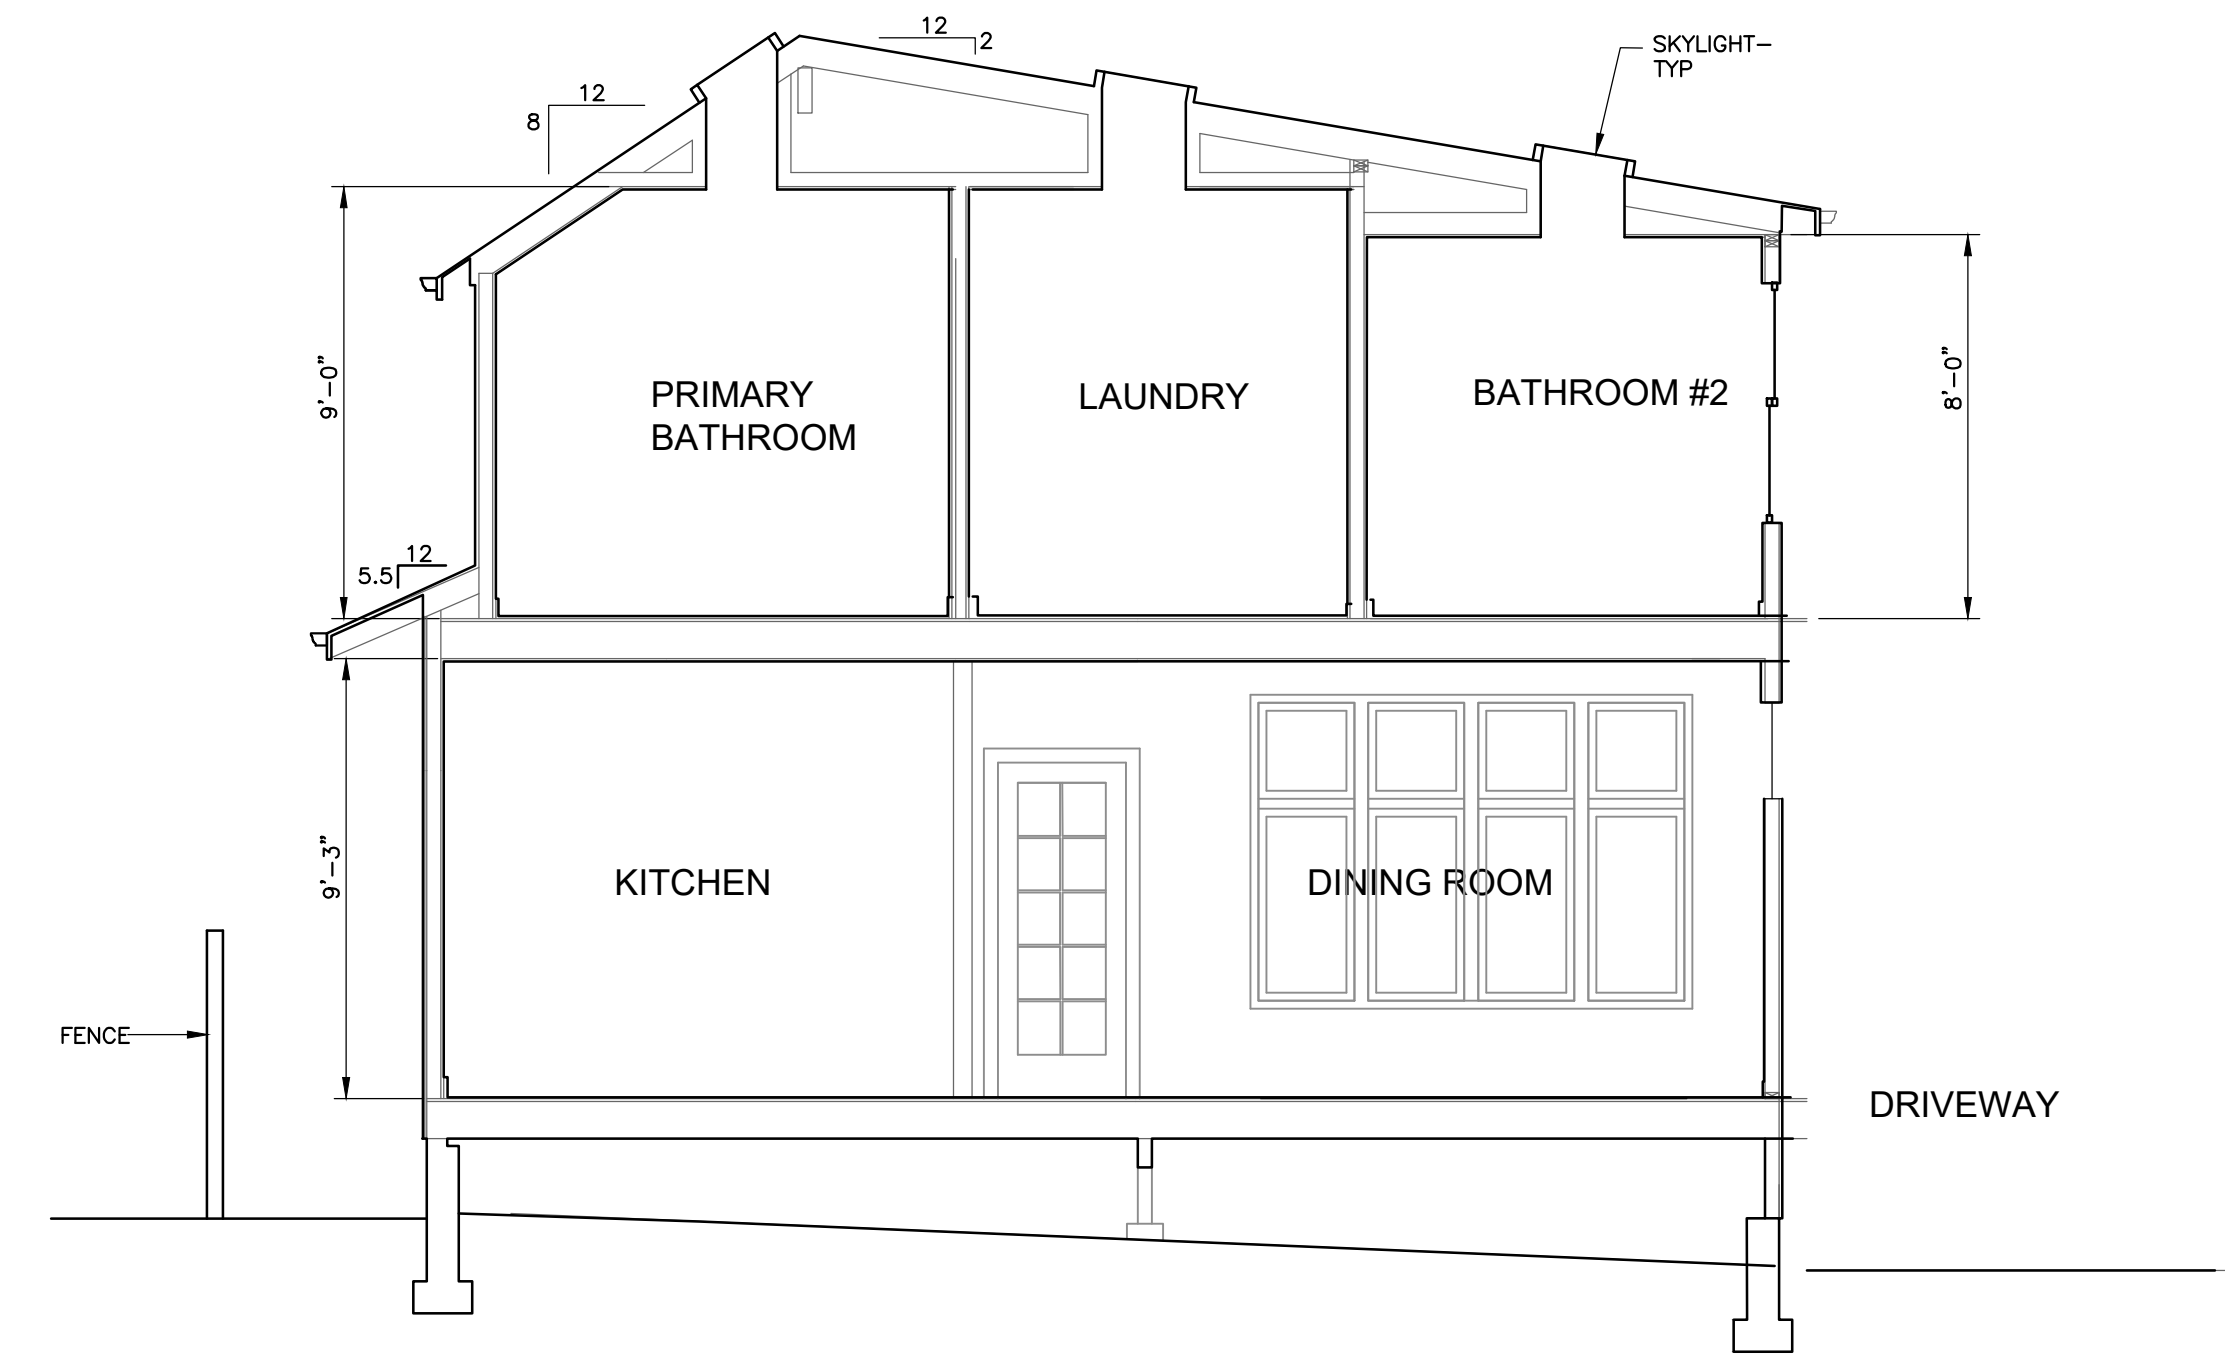 12
2
SKYLIGHT-
TYP
12
8
9'-0"
PRIMARY
BATHROOM
LAUNDRY
BATHROOM #2
8'-0"
12
5.5
9'-3"
KITCHEN
DINING ROOM
FENCE
DRIVEWAY